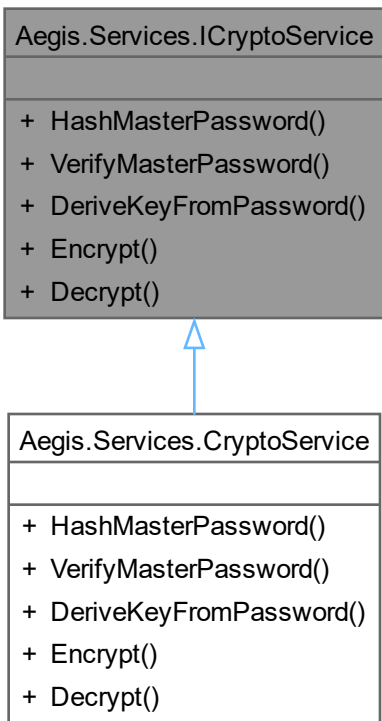 Aegis.Services.ICryptoService
+ HashMasterPassword()
+ VerifyMasterPassword()
+ DeriveKeyFromPassword()
+ Encrypt()
+ Decrypt()
Aegis.Services.CryptoService
+ HashMasterPassword()
+ VerifyMasterPassword()
+ DeriveKeyFromPassword()
+ Encrypt()
+ Decrypt()